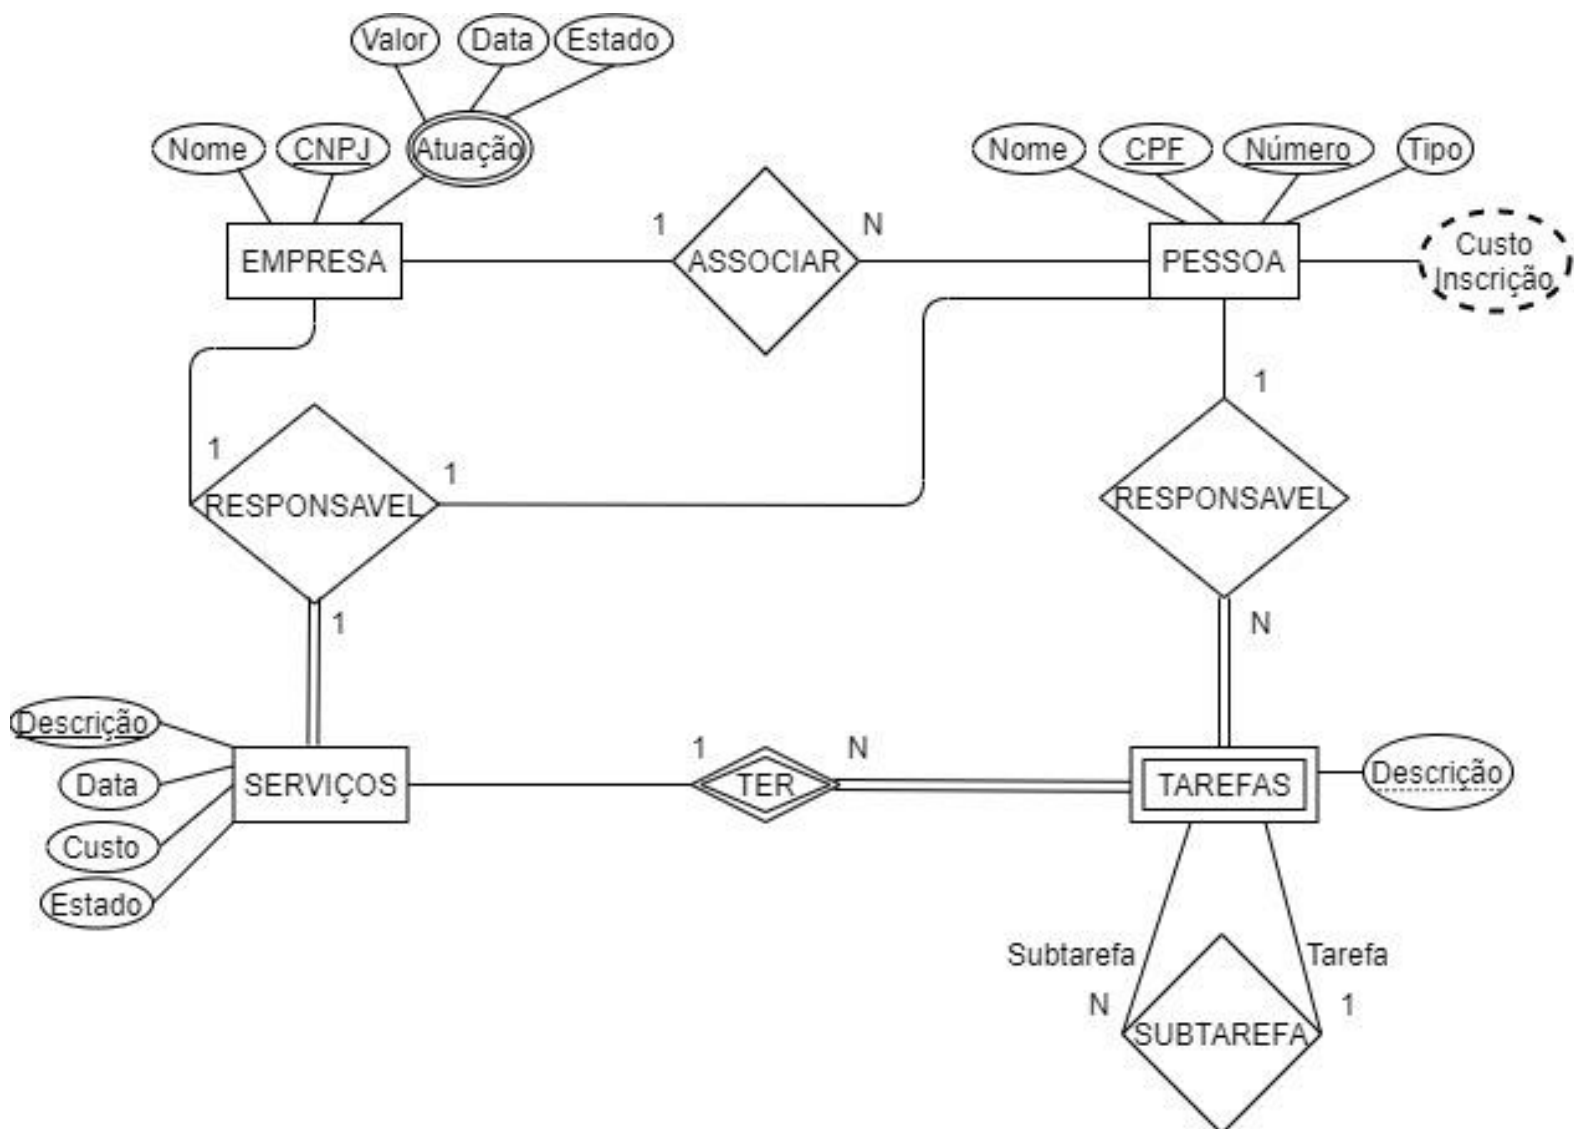 Valor
Data
Estado
Nome
CNPJ
Atuação
Nome
CPF
Número
Tipo
1
N
EMPRESA
ASSOCIAR
PESSOA
Custo
Inscrição
1
1
1
RESPONSAVEL
RESPONSAVEL
1
N
Descrição
Data
Custo
Estado
SERVIÇOS
1
TER
N
TAREFAS
Descrição
Subtarefa
Tarefa
N
1
SUBTAREFA